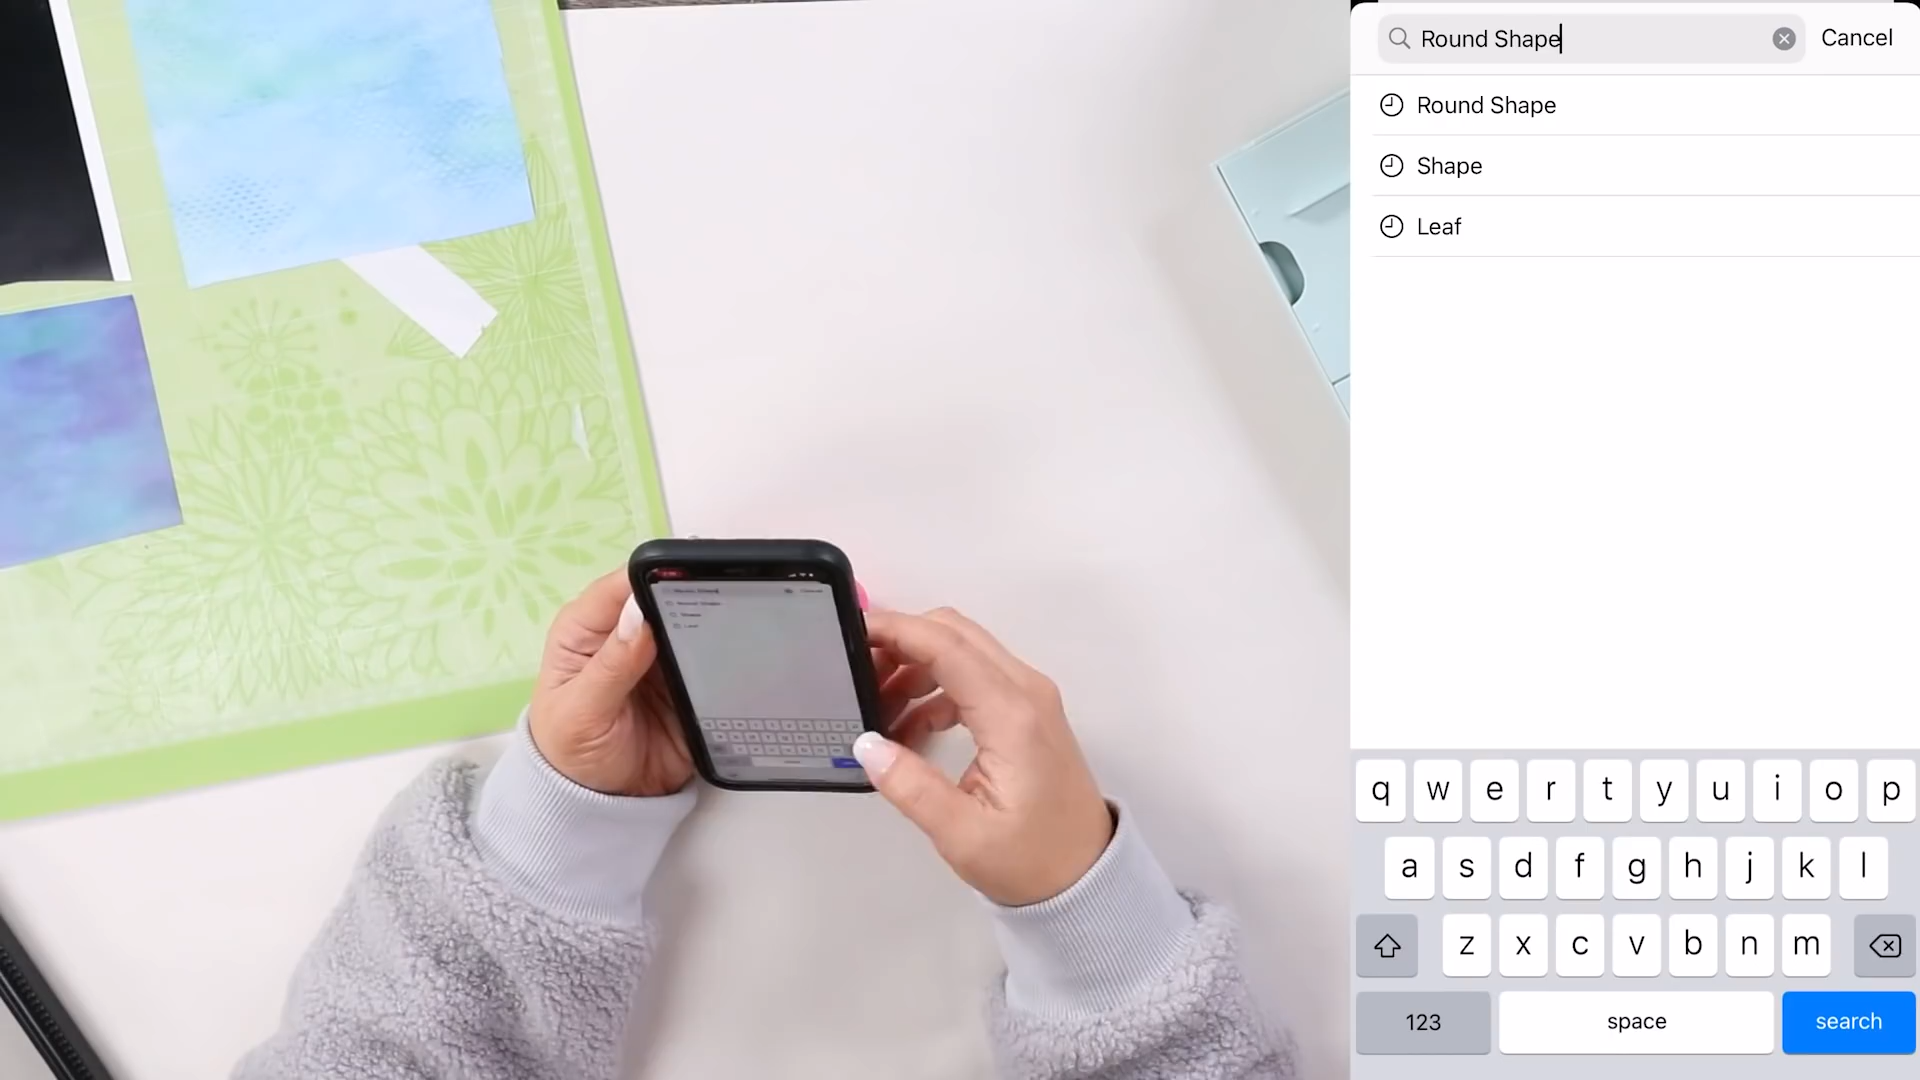 Round Shape
Cancel
Round Shape
Shape
Leaf
q w e r t y u i o p
a s d f g h j k l
z x c v b n m
123
space
search